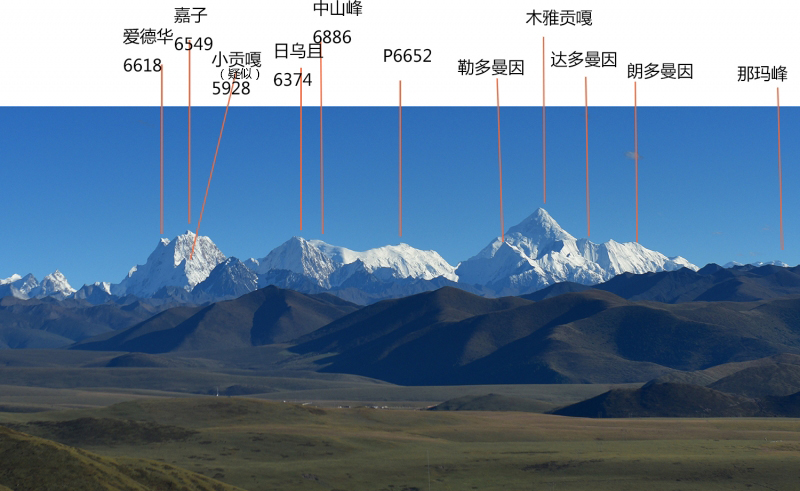 爱德华
6618
嘉子
6549
小贡嘎
（疑似）
5928
日乌且
6374
中山峰
6886
P6652
勒多曼因
木雅贡嘎
达多曼因
朗多曼因
那玛峰